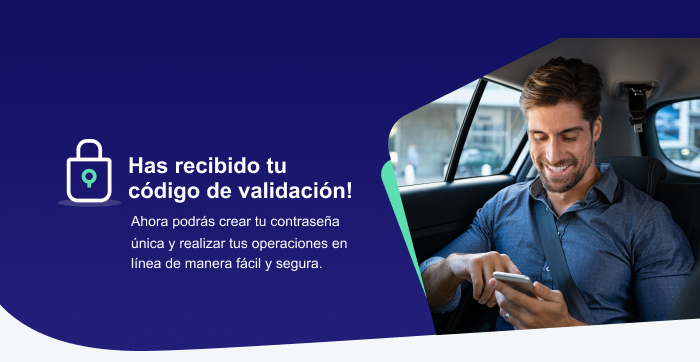 Has recibido tu
código de validación!
Ahora podrás crear tu contraseña
única y realizar tus operaciones en
línea de manera fácil y segura.